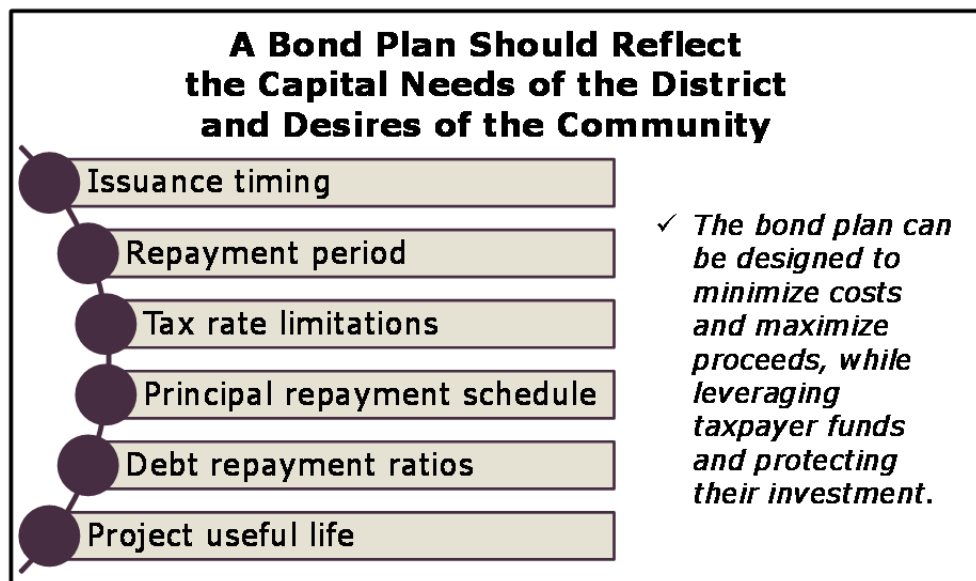 A Bond Plan Should Reflect
the Capital Needs of the District
and Desires of the Community
Issuance timing
Repayment period
Tax rate limitations
Principal repayment schedule
Debt repayment ratios
Project useful life
✓ The bond plan can
be designed to
minimize costs
and maximize
proceeds, while
leveraging
taxpayer funds
and protecting
their investment.